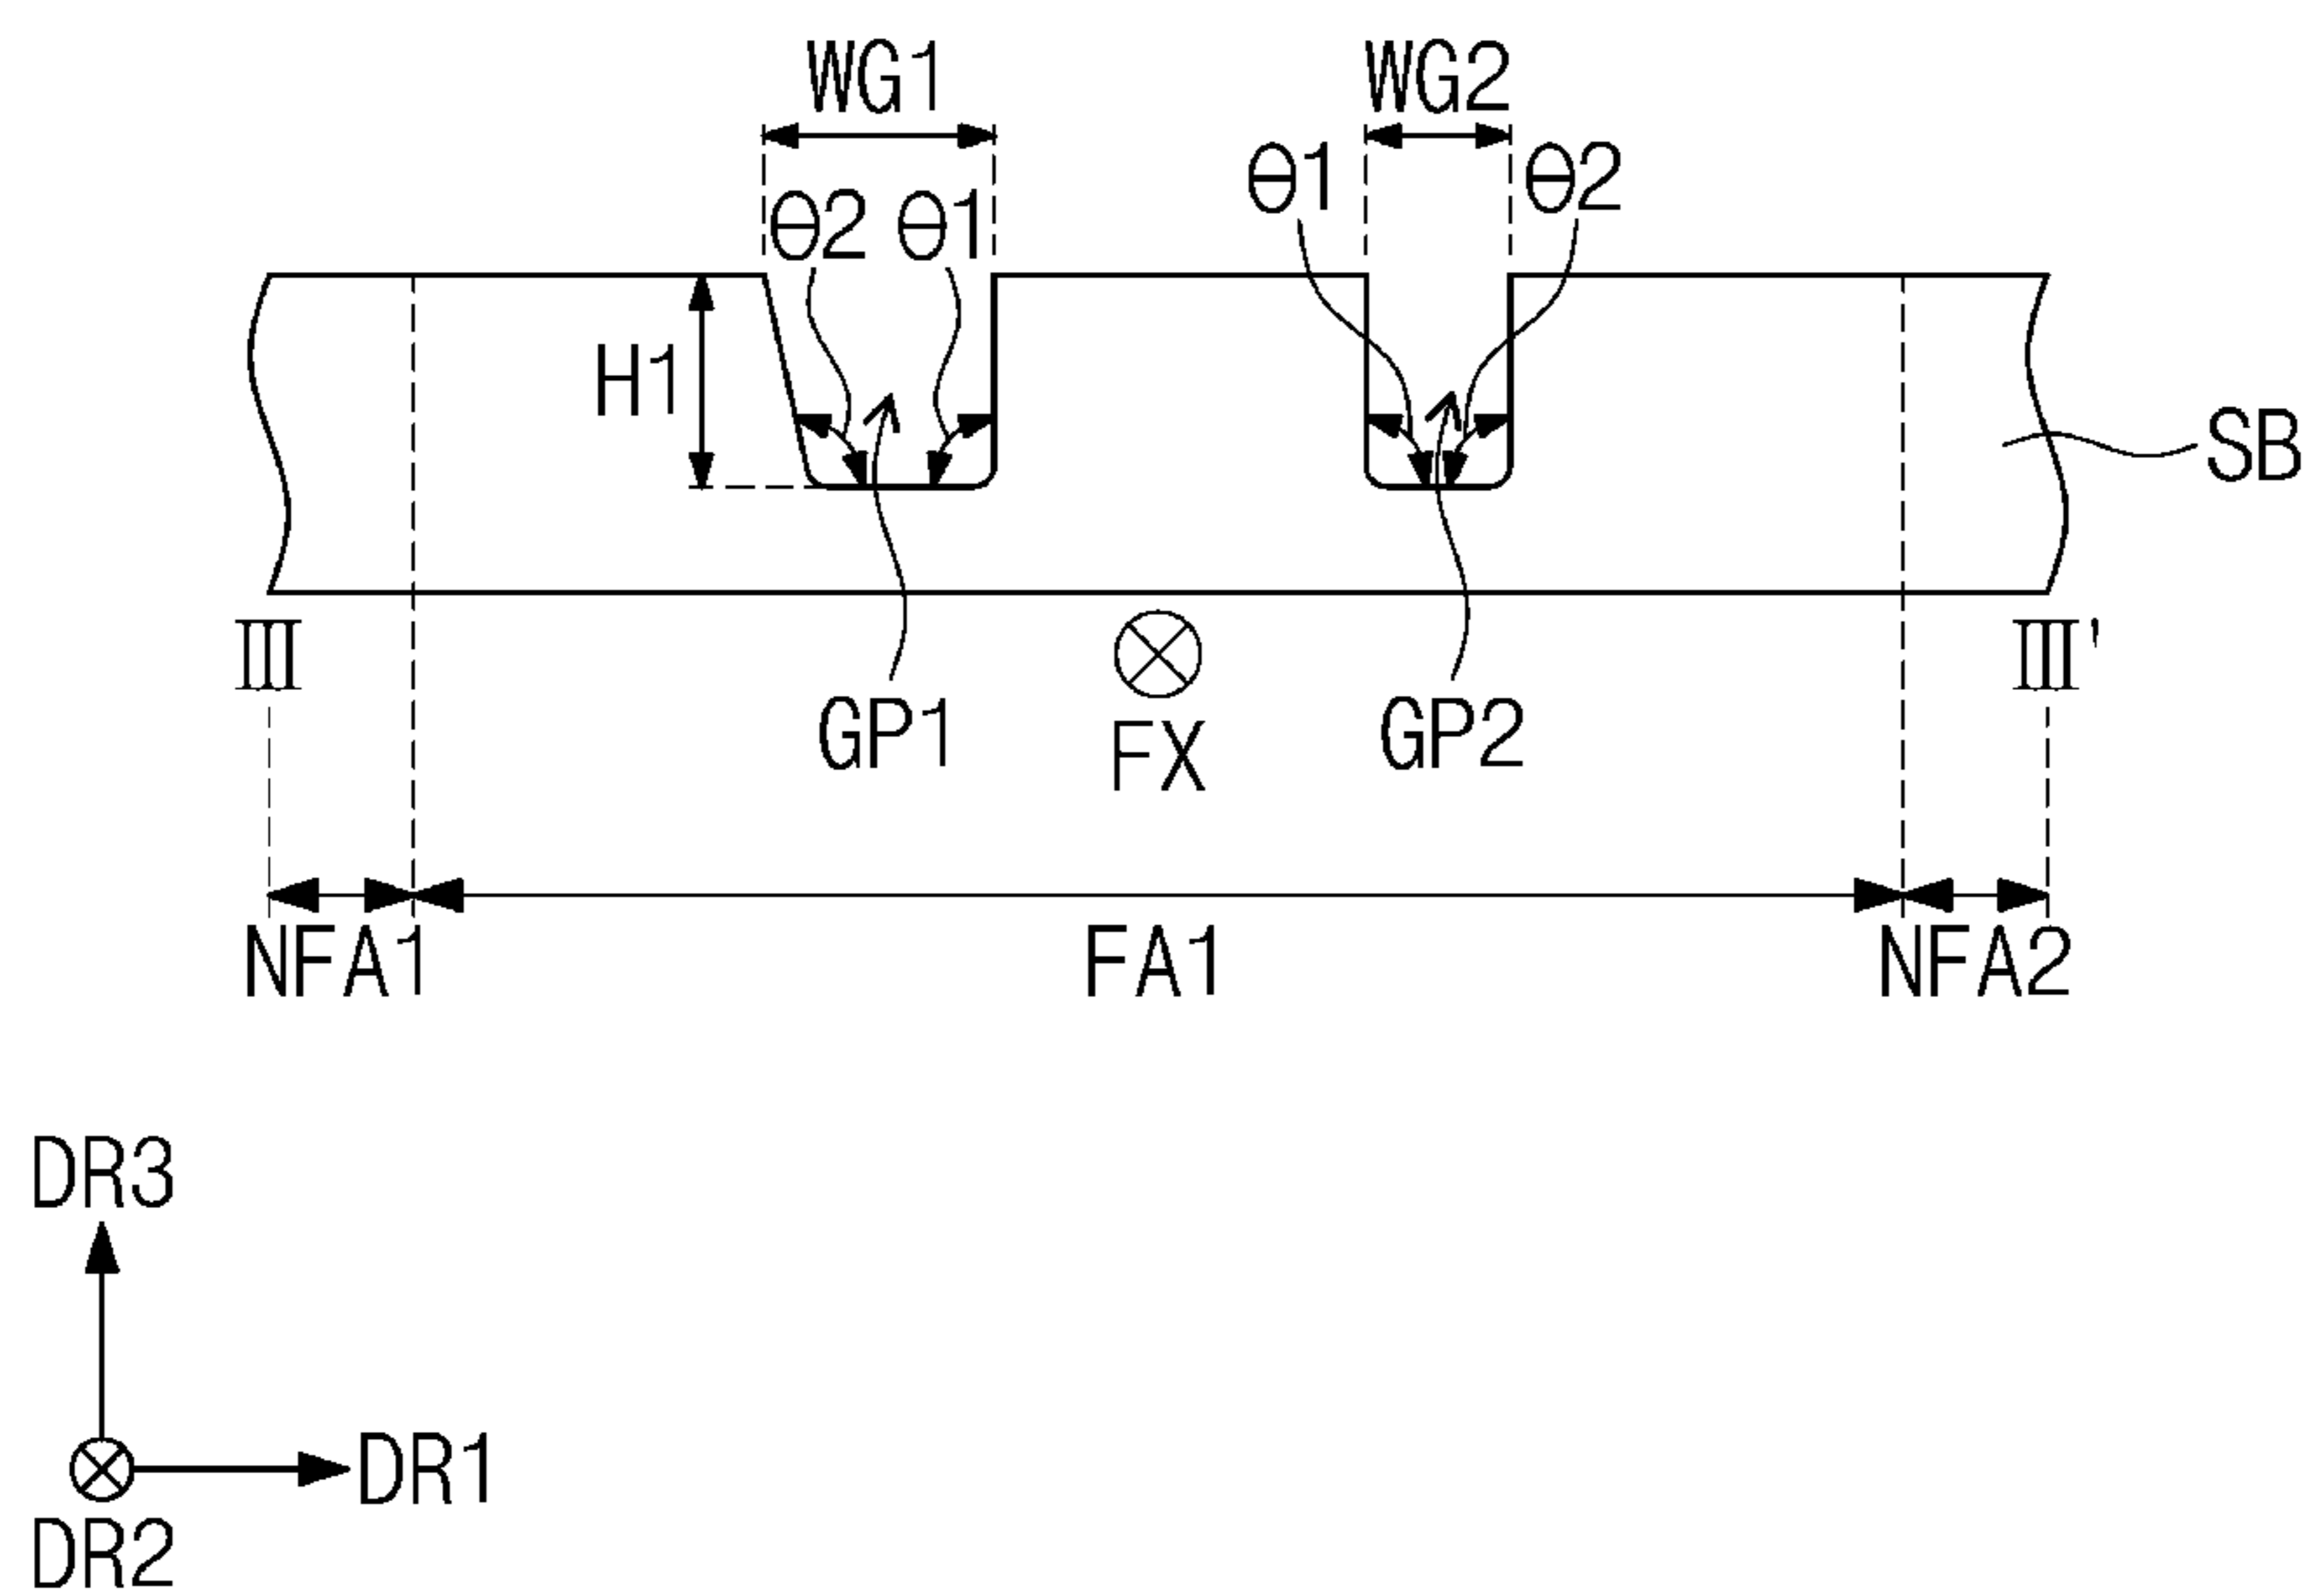 WG1 WG2
θ1 θ2
θ2 θ1
H1
SB
III III'
GP1 FX GP2
NFA1 FA1 NFA2
DR3
DR1
DR2